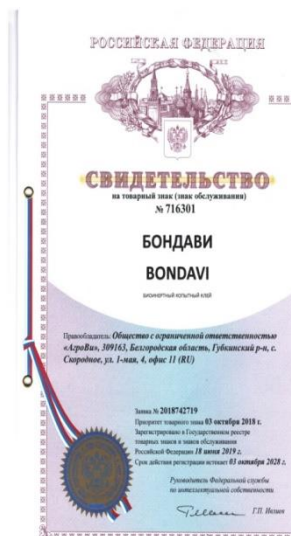 РОССИЙСКАЯ ФЕДЕРАЦИЯ
СВИДЕТЕЛЬСТВО
на товарный знак (знак обслуживания)
№ 716301
БОНДАВИ
BONDAVI
Правообладатель: Общество с ограниченной ответственностью
«АгроВи», 309163, Белгородская область, Губкинский р-н, с.
Скородное, ул. 1-мая, 4, офис 11 (RU)
Заявка № 2018742719
Приоритет товарного знака 03 октября 2018 г.
Зарегистрировано в Государственном реестре
товарных знаков и знаков обслуживания
Российской Федерации 18 июня 2019 г.
Срок действия регистрации истекает 03 октября 2028 г.
Руководитель Федеральной службы
по интеллектуальной собственности
Г.П. Ивлиев